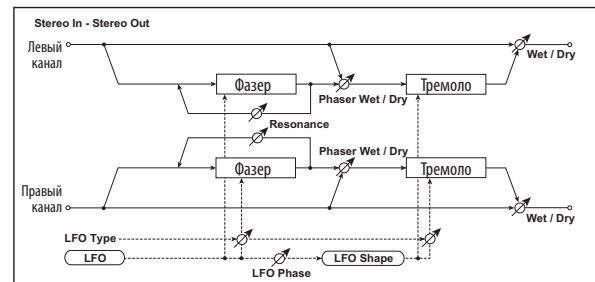 Stereo In - Stereo Out
Левый
канал
Wet / Dry
Фазер
Phaser Wet / Dry
Тремоло
Resonance
Фазер
Phaser Wet / Dry
Тремоло
Правый
канал
Wet / Dry
LFO Type
LFO
LFO Phase
LFO Shape